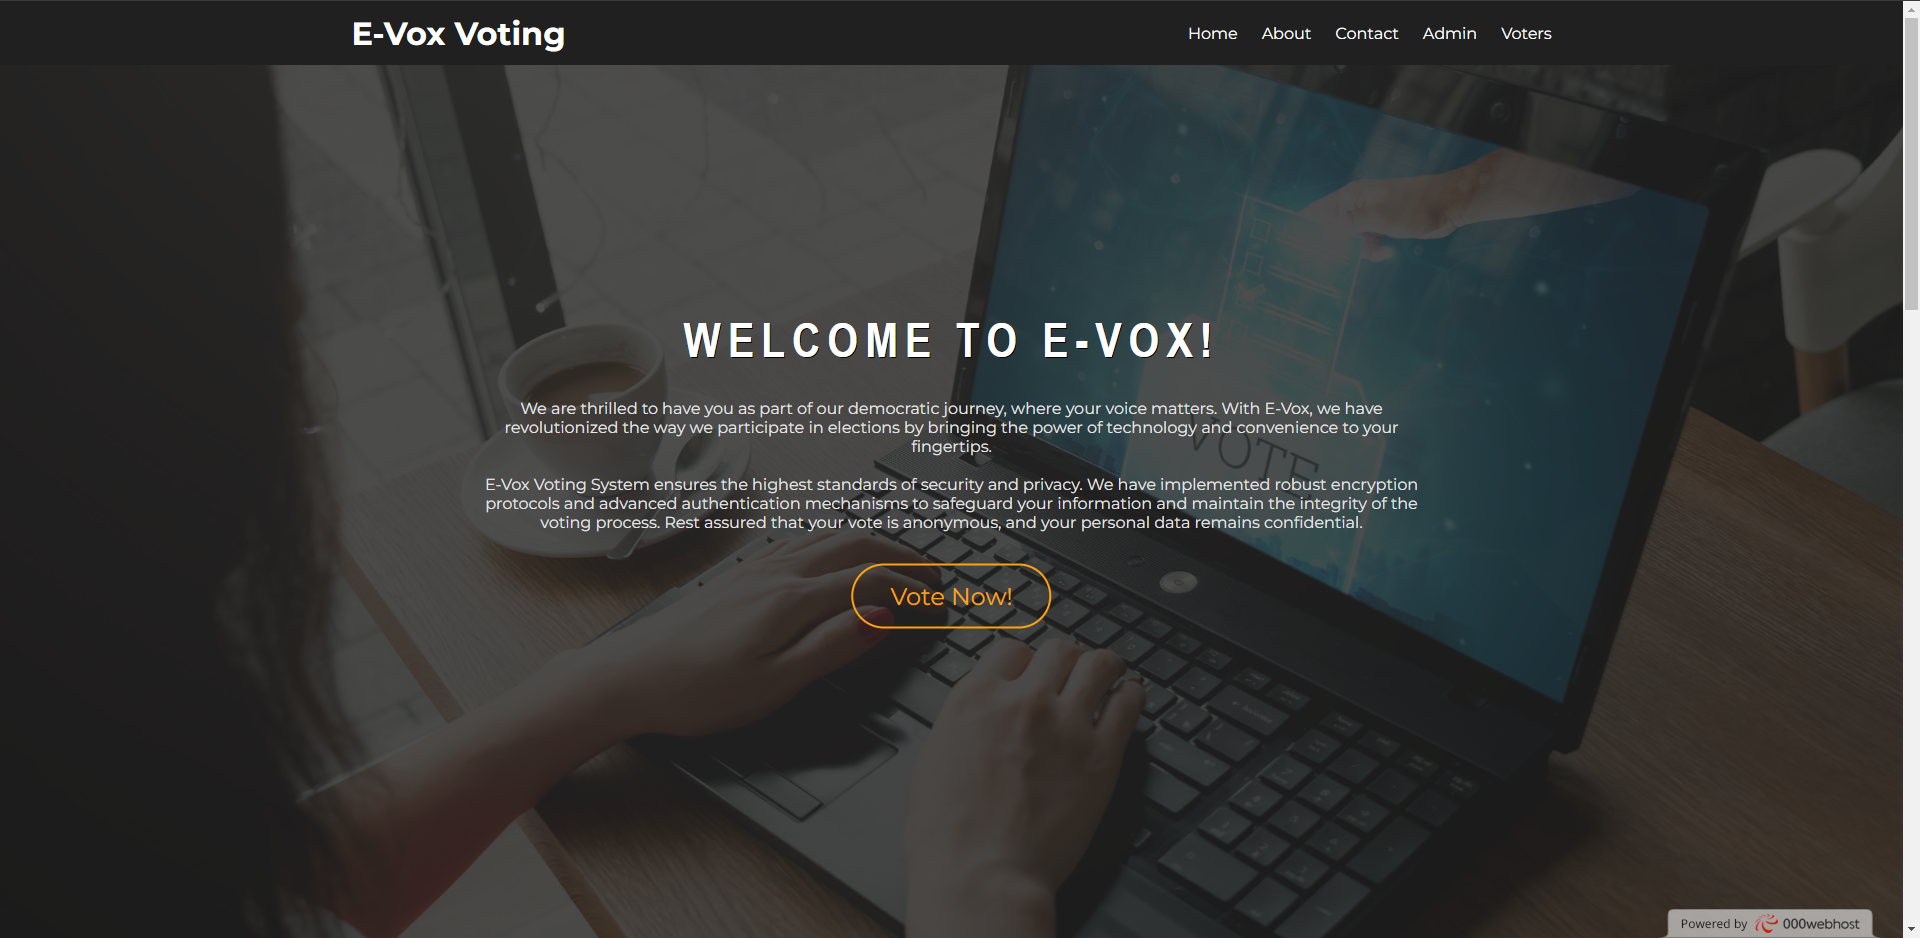 E-Vox Voting
Home About Contact Admin Voters
WELCOME TO E-VOX!
We are thrilled to have you as part of our democratic journey, where your voice matters. With E-Vox, we have
revolutionized the way we participate in elections by bringing the power of technology and convenience to your
fingertips.
E-Vox Voting System ensures the highest standards of security and privacy. We have implemented robust encryption
protocols and advanced authentication mechanisms to safeguard your information and maintain the integrity of the
voting process. Rest assured that your vote is anonymous, and your personal data remains confidential.
VOTE
Vote Now!
Powered by 000webhost